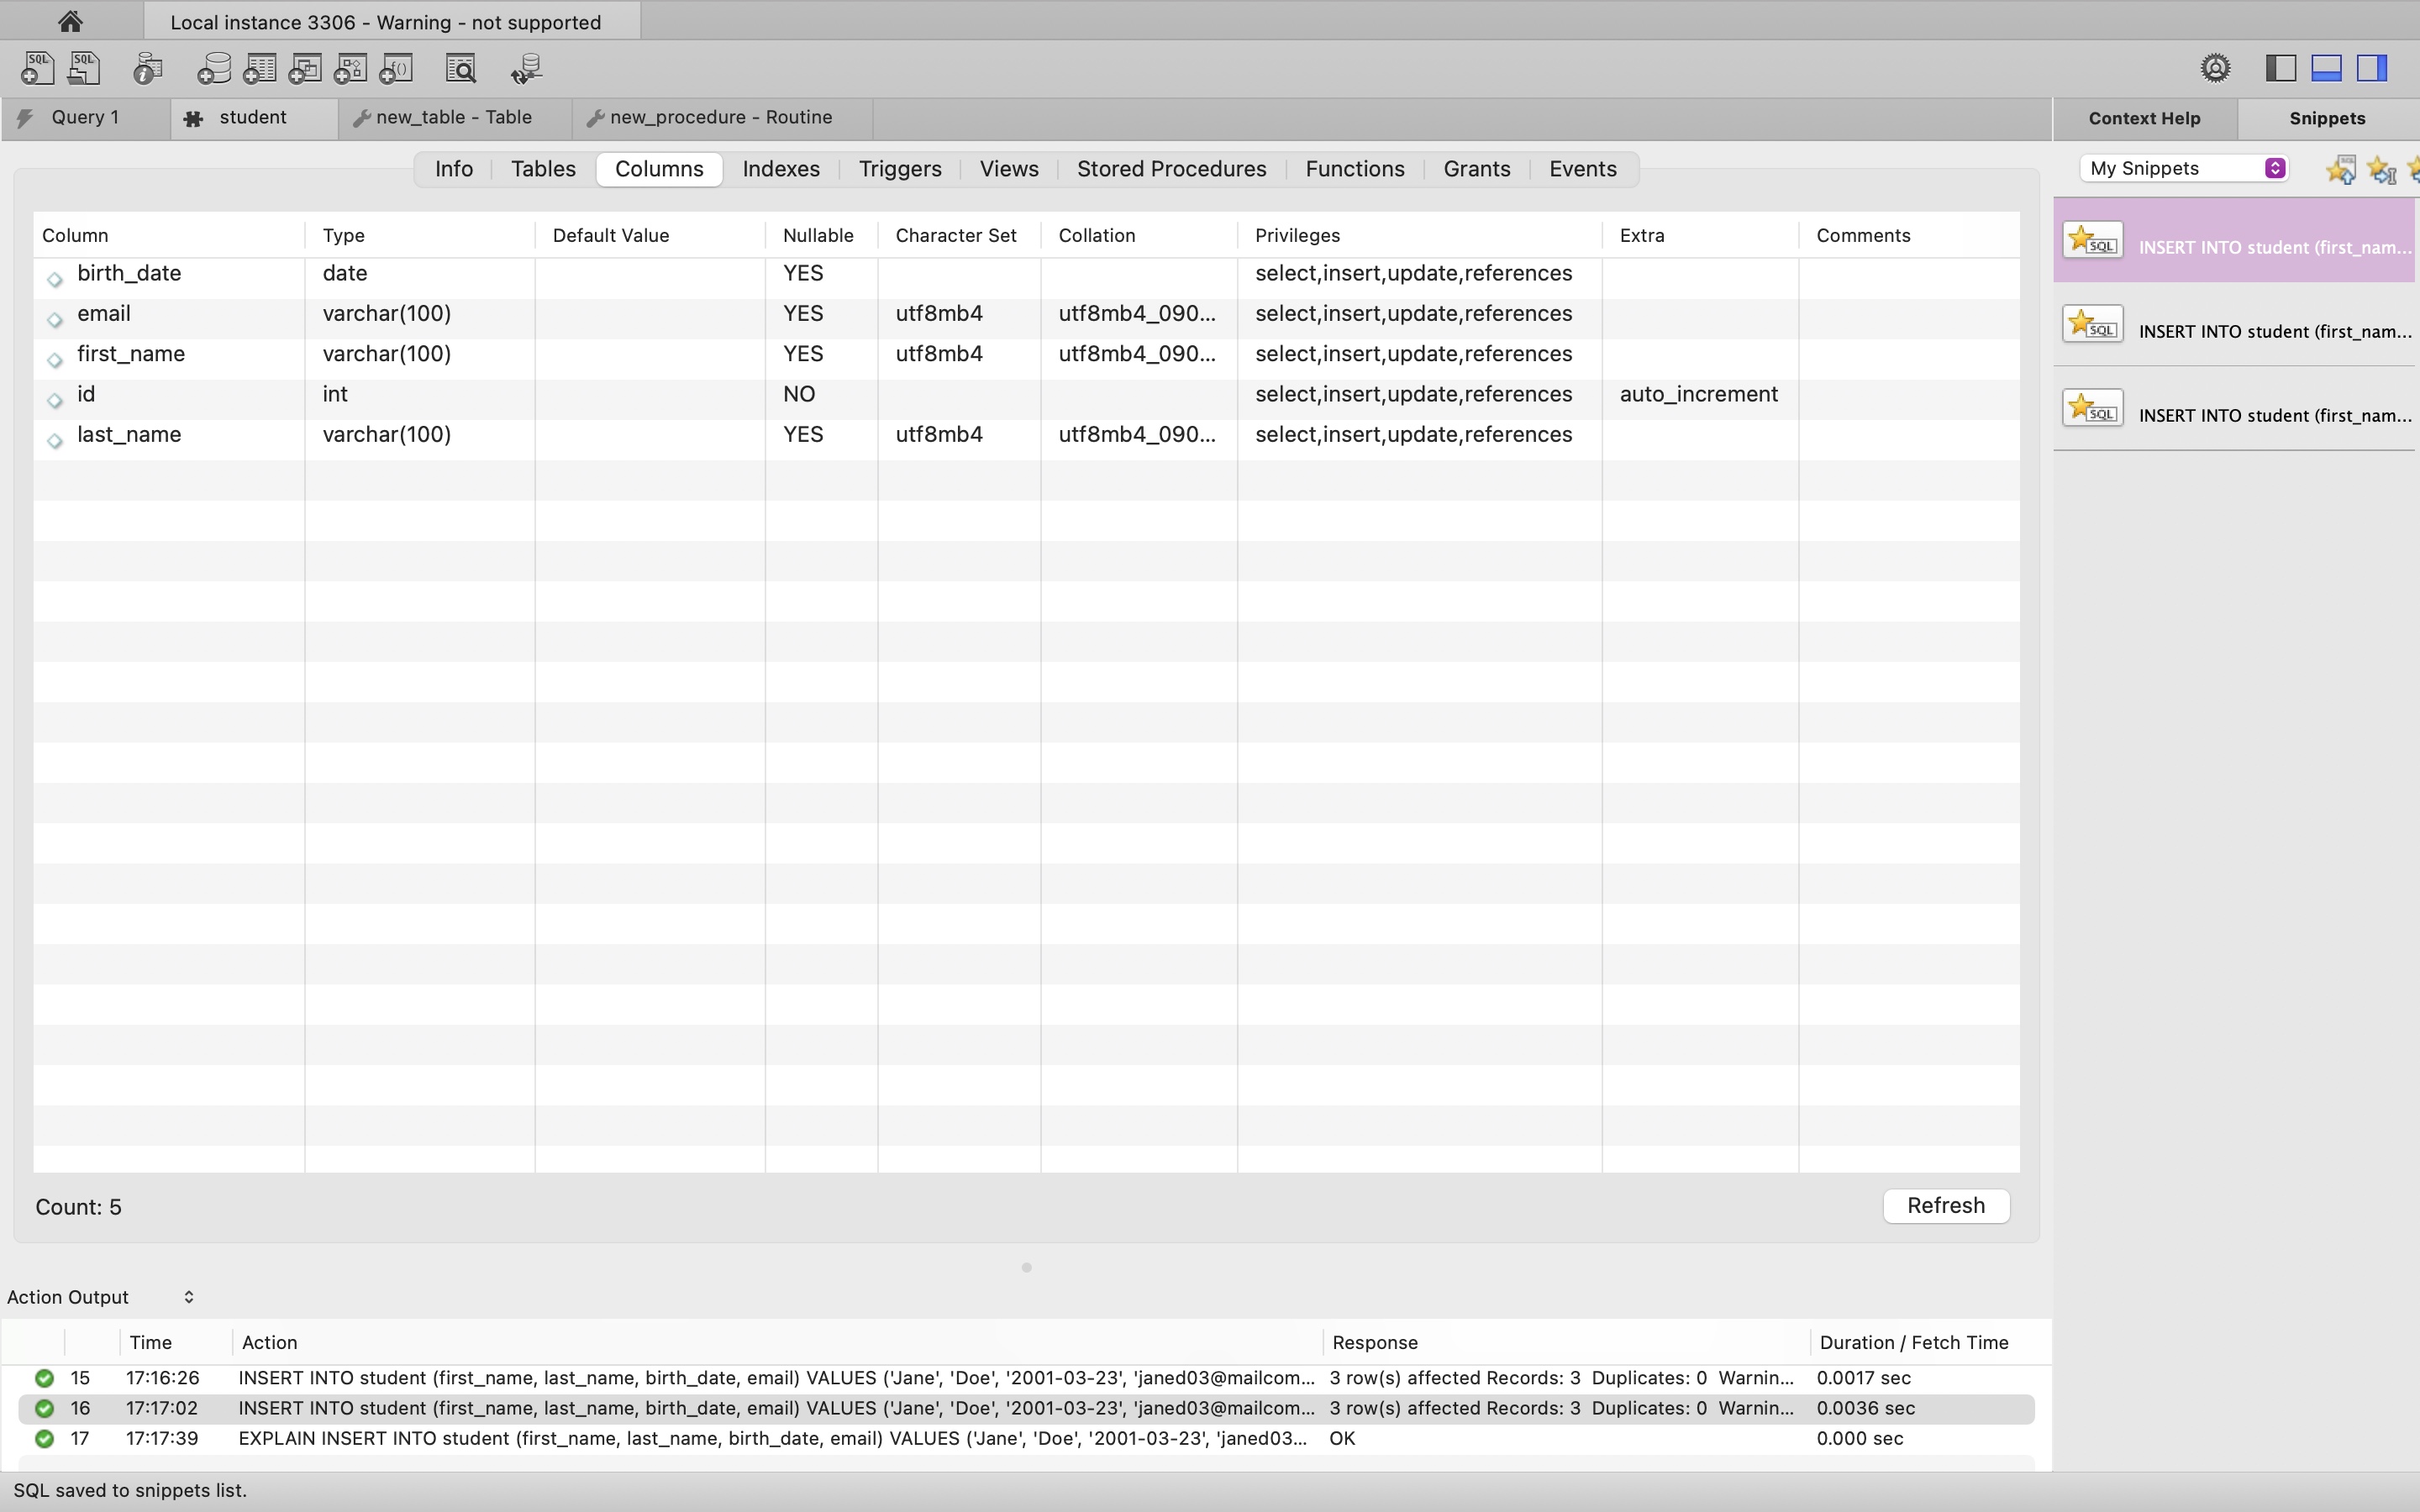 Local instance 3306 - Warning - not supported
SQL SQL
Query 1 student new_table - Table new_procedure - Routine Context Help Snippets
Info Tables Columns Indexes Triggers Views Stored Procedures Functions Grants Events My Snippets
Column Type Default Value Nullable Character Set Collation Privileges Extra Comments
SQL INSERT INTO student (first_nam...
birth_date date YES select,insert,update,references
email varchar(100) YES utf8mb4 utf8mb4_090... select,insert,update,references
SQL INSERT INTO student (first_nam...
first_name varchar(100) YES utf8mb4 utf8mb4_090... select,insert,update,references
id int NO select,insert,update,references auto_increment
SQL INSERT INTO student (first_nam...
last_name varchar(100) YES utf8mb4 utf8mb4_090... select,insert,update,references
Count: 5 Refresh
Action Output
Time Action Response Duration / Fetch Time
15 17:16:26 INSERT INTO student (first_name, last_name, birth_date, email) VALUES ('Jane', 'Doe', '2001-03-23', 'janed03@mailcom... 3 row(s) affected Records: 3 Duplicates: 0 Warnin... 0.0017 sec
16 17:17:02 INSERT INTO student (first_name, last_name, birth_date, email) VALUES ('Jane', 'Doe', '2001-03-23', 'janed03@mailcom... 3 row(s) affected Records: 3 Duplicates: 0 Warnin... 0.0036 sec
17 17:17:39 EXPLAIN INSERT INTO student (first_name, last_name, birth_date, email) VALUES ('Jane', 'Doe', '2001-03-23', 'janed03... OK 0.000 sec
SQL saved to snippets list.